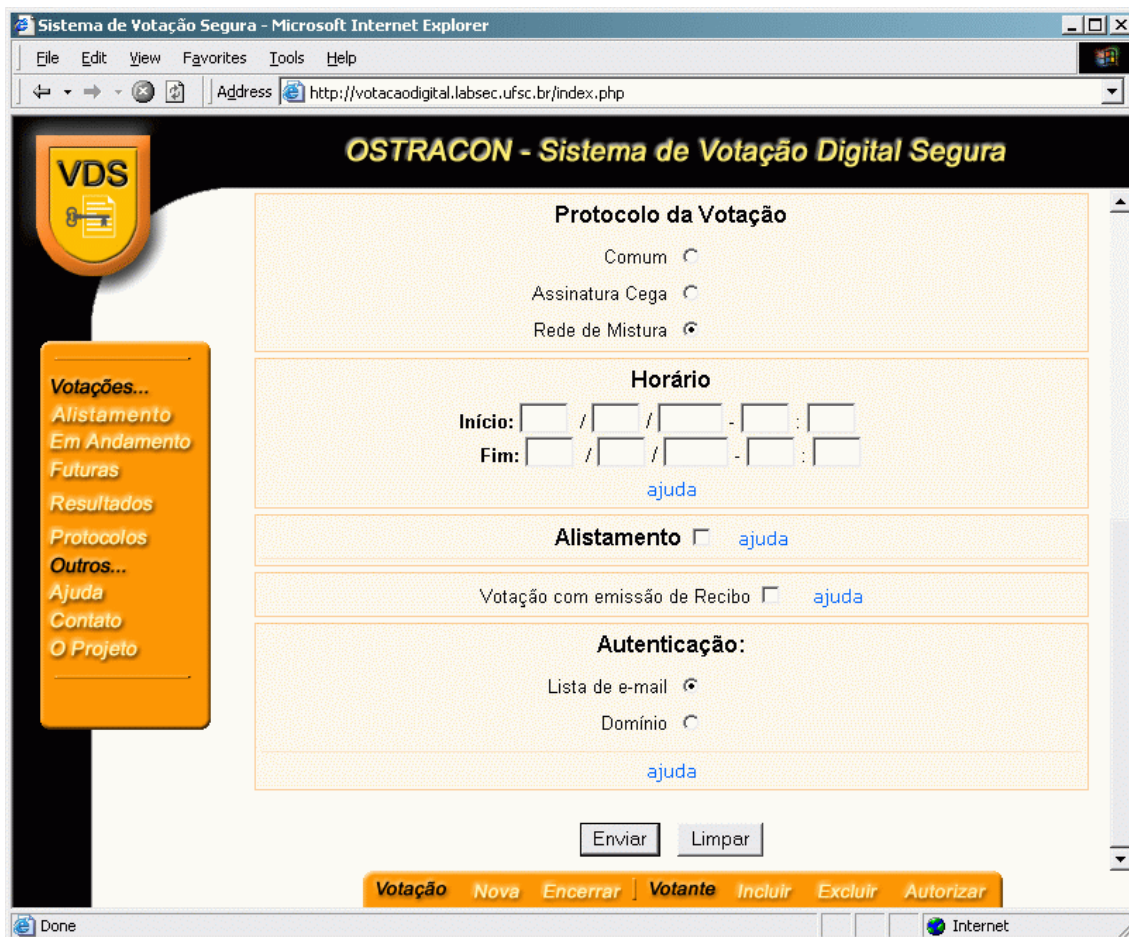 Sistema de Votação Segura - Microsoft Internet Explorer
File Edit View Favorites Tools Help
Address http://votacaodigital.labsec.ufsc.br/index.php
VDS
OSTRACON - Sistema de Votação Digital Segura
Protocolo da Votação
Comum
Assinatura Cega
Rede de Mistura
Horário
Início: / / - :
Fim: / / - :
ajuda
Alistamento ajuda
Votação com emissão de Recibo ajuda
Autenticação:
Lista de e-mail
Domínio
ajuda
Enviar Limpar
Votações...
Alistamento
Em Andamento
Futuras
Resultados
Protocolos
Outros...
Ajuda
Contato
O Projeto
Votação Nova Encerrar | Votante Incluir Excluir Autorizar
Done Internet